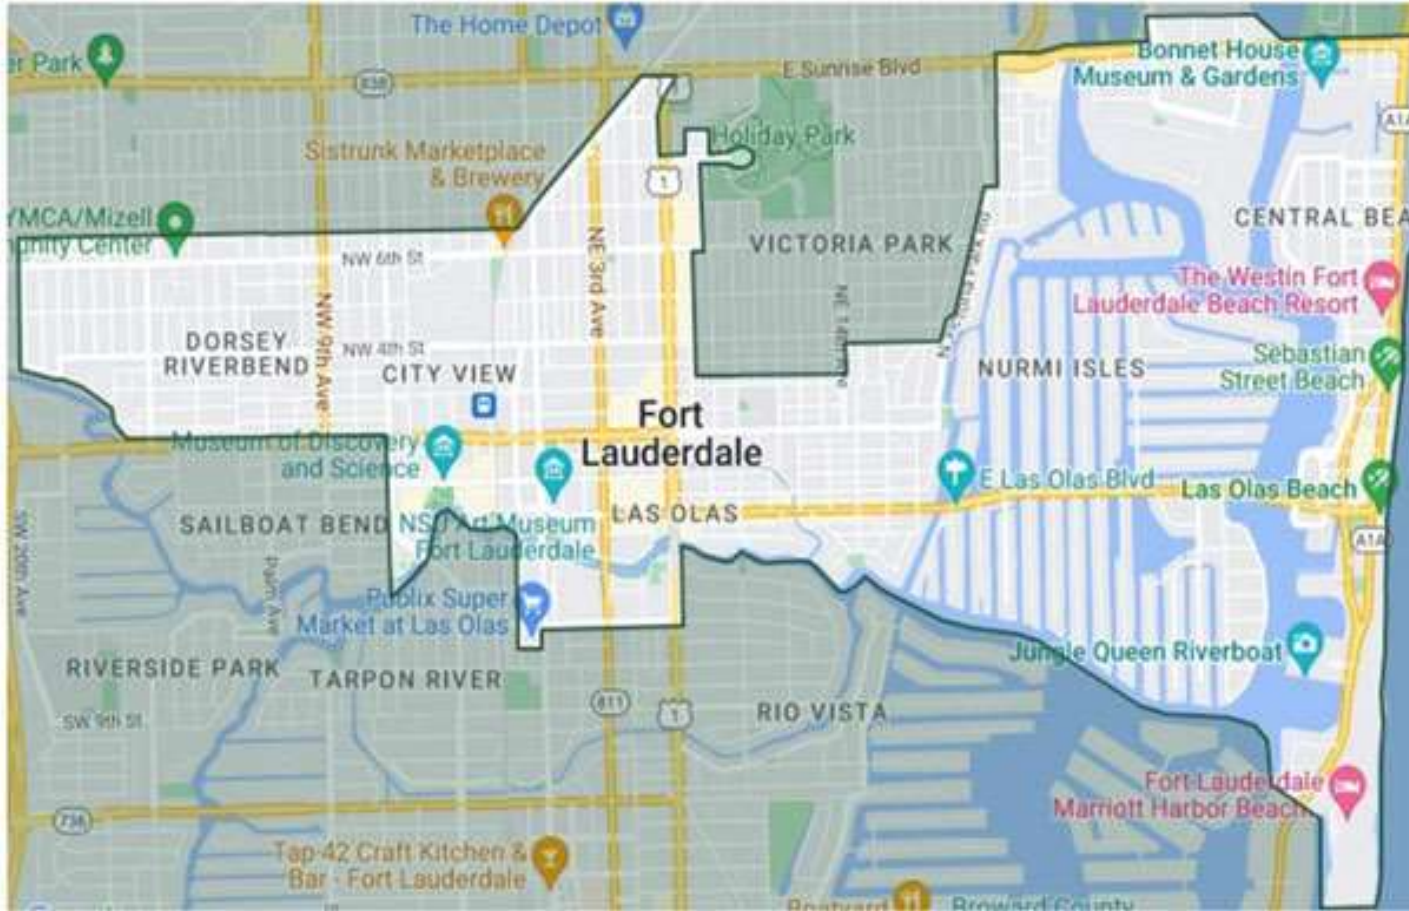 The Home Depot
er Park
838
E Sunrise Blvd
Bonnet House
Museum & Gardens
A1A
1
Holiday Park
Sistrunk Marketplace
& Brewery
YMCA/Mizell
munity Center
NW 6th St
NE 3rd Ave
VICTORIA PARK
CENTRAL BEA
The Westin Fort
Lauderdale Beach Resort
NW 9th Ave
DORSEY
RIVERBEND
NW 4th St
CITY VIEW
NURMI ISLES
Sebastian
Street Beach
Fort
Lauderdale
Museum of Discovery
and Science
E Las Olas Blvd
Las Olas Beach
LAS OLAS
SAILBOAT BEND
NSU Art Museum
Fort Lauderdale
SW 20th Ave
Palm Ave
A1A
Publix Super
Market at Las Olas
Jungle Queen Riverboat
RIVERSIDE PARK
TARPON RIVER
811
1
RIO VISTA
SW 9th St
Fort Lauderdale
Marriott Harbor Beach
736
Tap 42 Craft Kitchen &
Bar - Fort Lauderdale
Boatyard
Broward County